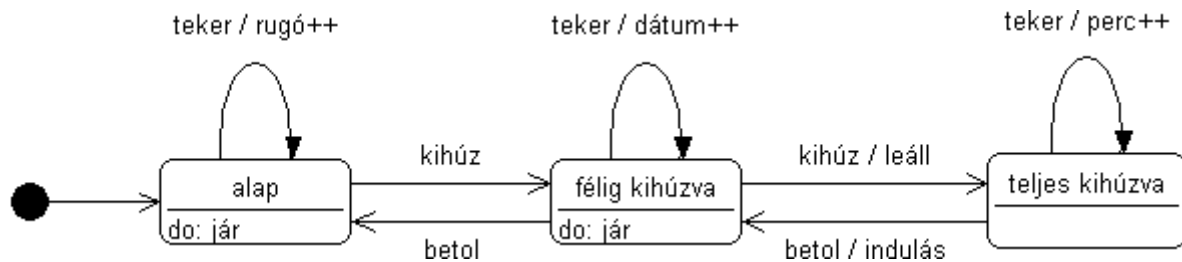 teker / rugó++
teker / dátum++
teker / perc++
kihúz
kihúz / leáll
alap
félig kihúzva
teljes kihúzva
do: jár
do: jár
betol
betol / indulás